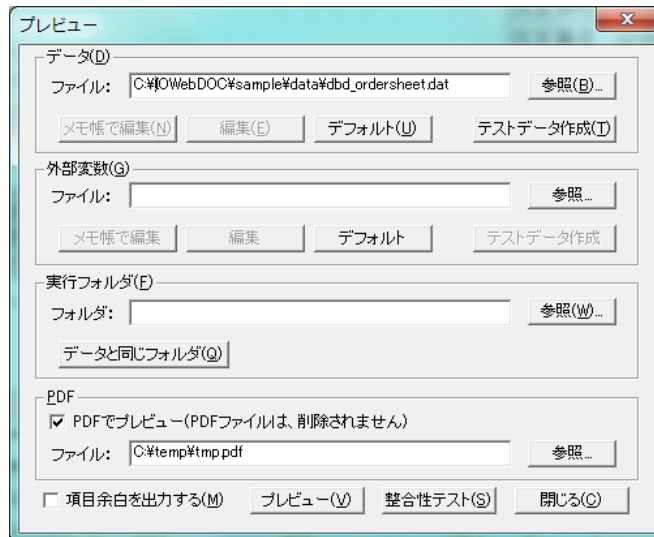 プレビュー
データ(D)
ファイル: C:¥IOWebDOC¥sample¥data¥dbd_ordersheet.dat 参照(B)...
メモ帳で編集(N) 編集(E) デフォルト(U) テストデータ作成(T)
外部変数(G)
ファイル: 参照...
メモ帳で編集 編集 デフォルト テストデータ作成
実行フォルダ(F)
フォルダ: 参照(W)...
データと同じフォルダ(Q)
PDF
PDFでプレビュー(PDFファイルは、削除されません)
ファイル: C:¥temp¥tmp.pdf 参照...
項目余白を出力する(M) プレビュー(V) 整合性テスト(S) 閉じる(C)